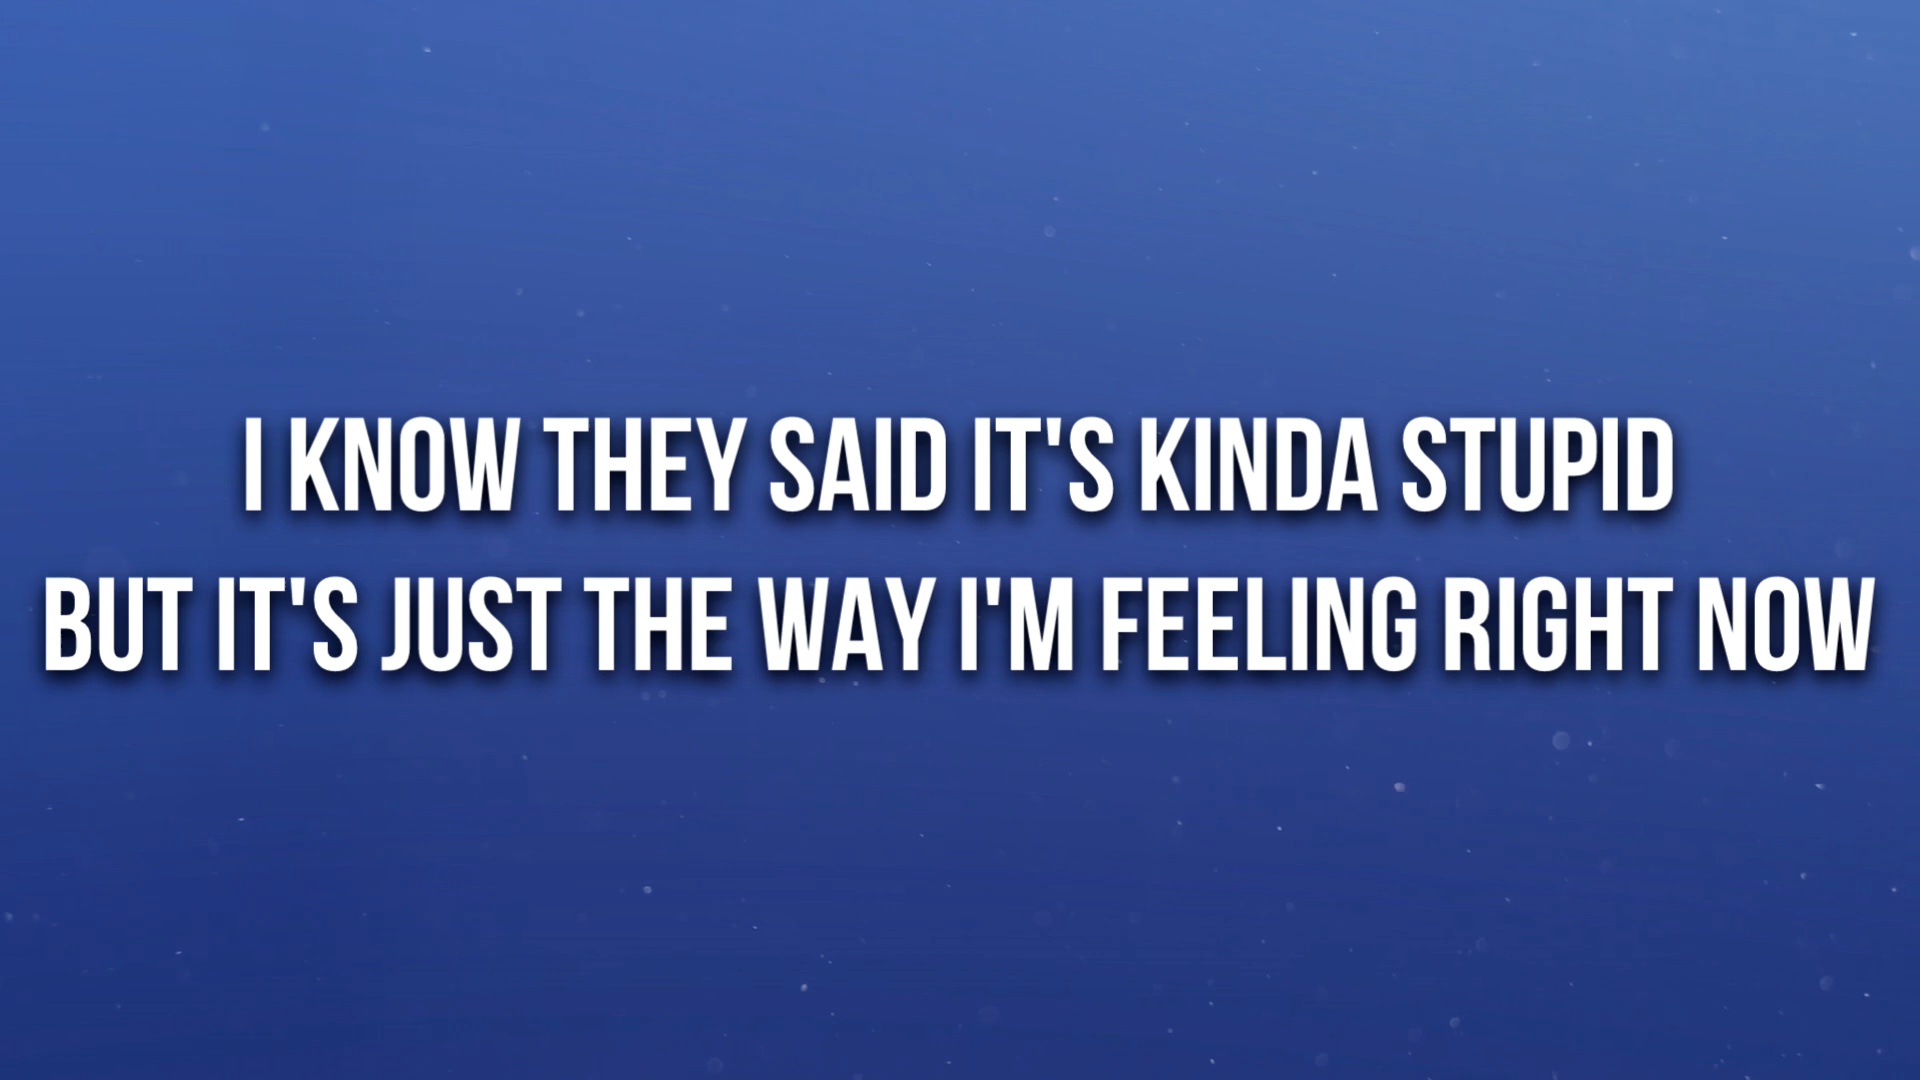 I KNOW THEY SAID IT'S KINDA STUPID
BUT IT'S JUST THE WAY I'M FEELING RIGHT NOW